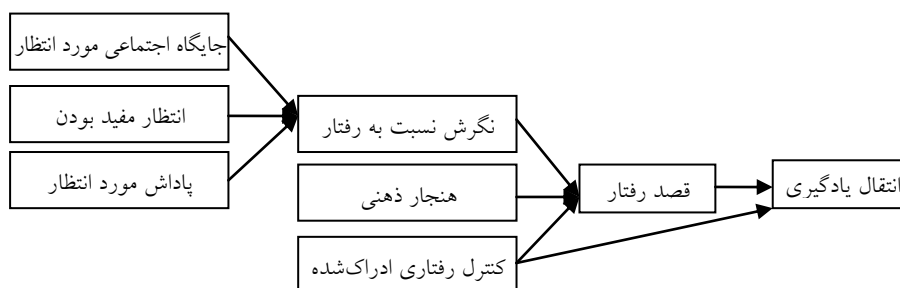 جایگاه اجتماعی مورد انتظار
انتظار مفید بودن
پاداش مورد انتظار
نگرش نسبت به رفتار
هنجار ذهنی
کنترل رفتاری ادراک‌شده
قصد رفتار
انتقال یادگیری